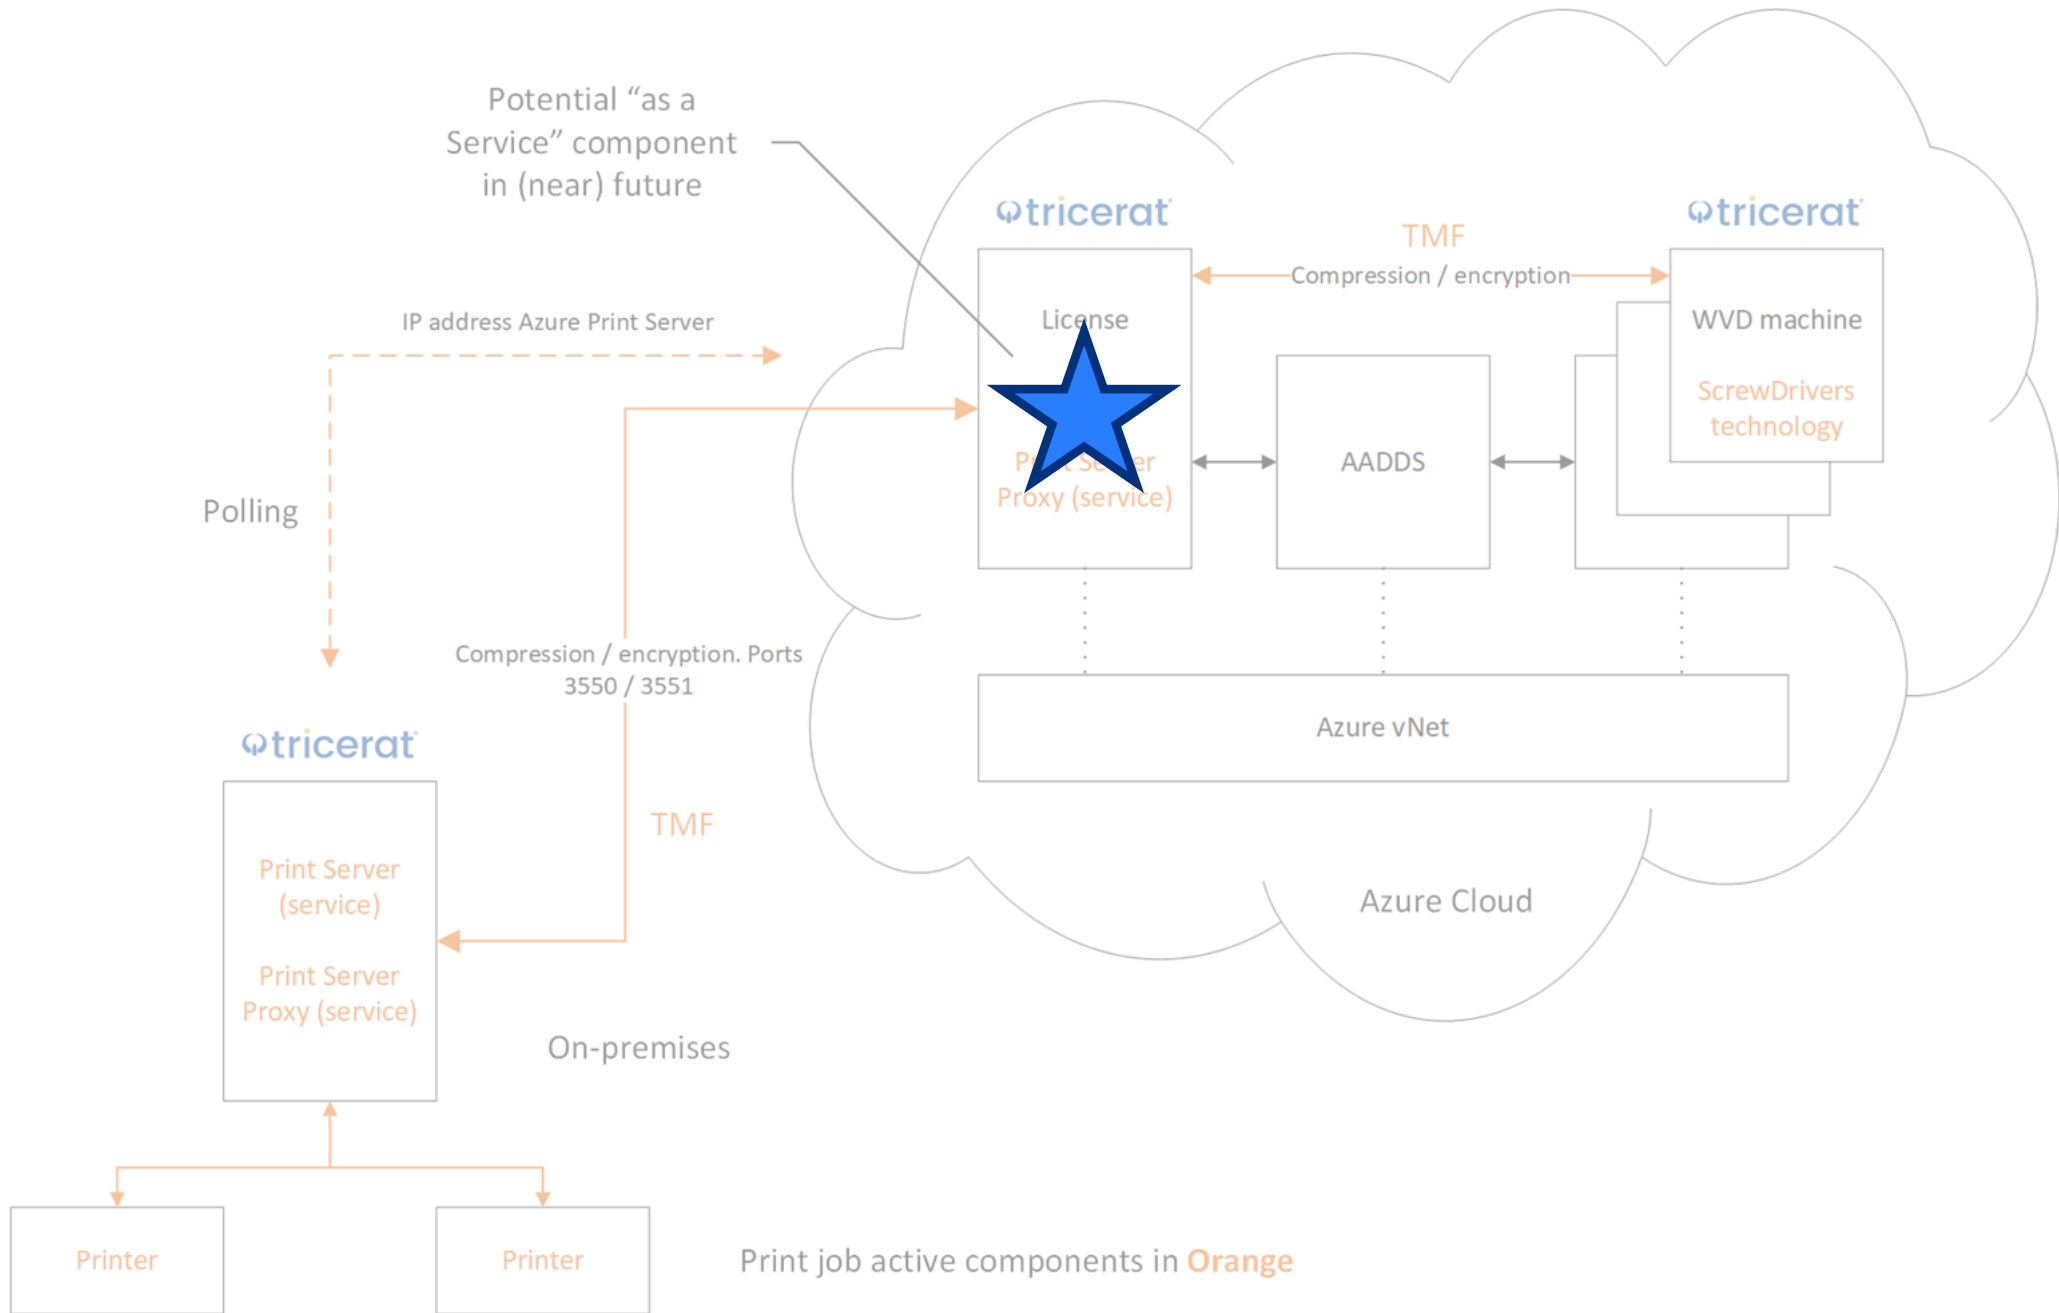 Potential “as a
Service” component
in (near) future
tricerat
tricerat
TMF
Compression / encryption
License
WVD machine
IP address Azure Print Server
ScrewDrivers
technology
Proxy (service)
AADDS
Polling
Compression / encryption. Ports
3550 / 3551
Azure vNet
tricerat
TMF
Print Server
(service)
Azure Cloud
Print Server
Proxy (service)
On-premises
Printer
Printer
Print job active components in Orange